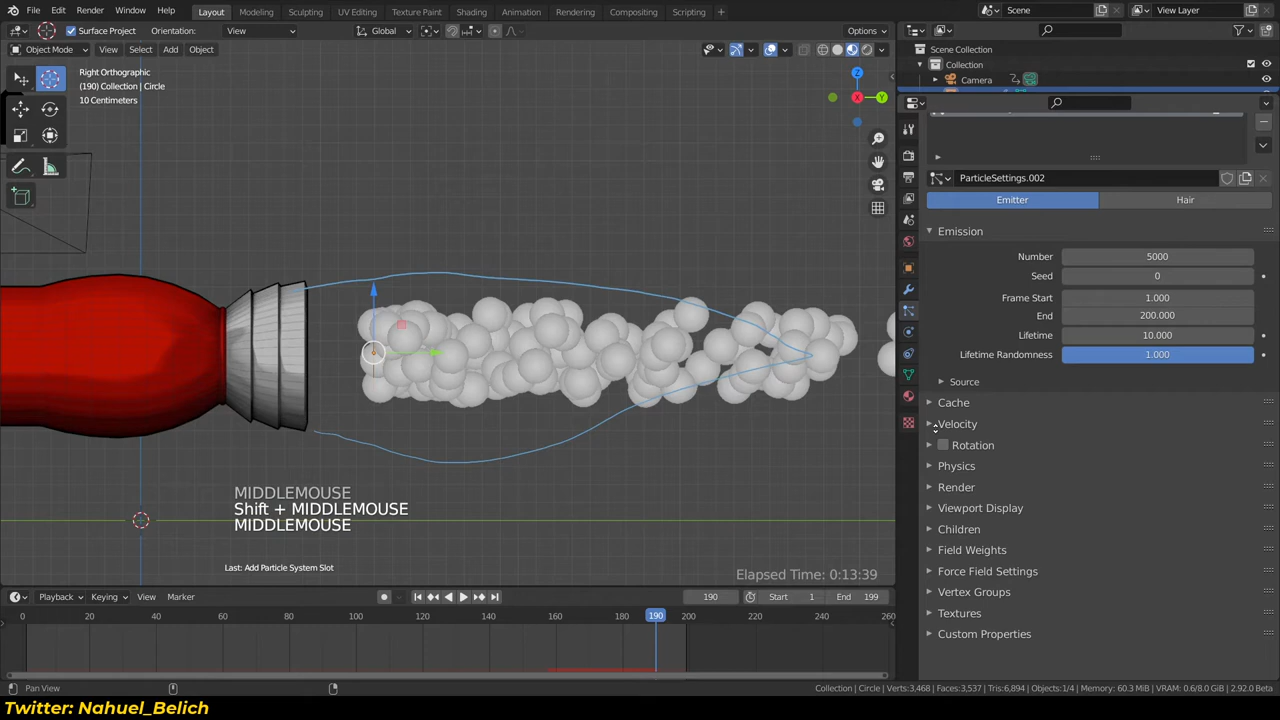 File Edit Render Window Help Layout Modeling Sculpting UV Editing Texture Paint Shading Animation Rendering Compositing Scripting + Scene View Layer
Surface Project Orientation: View Global Options
Object Mode View Select Add Object
Right Orthographic
(190) Collection | Circle
10 Centimeters
Z
X
Y
Scene Collection
Collection
Camera
ParticleSettings.002
Emitter Hair
Emission
Number 5000
Seed 0
Frame Start 1.000
End 200.000
Lifetime 10.000
Lifetime Randomness 1.000
Source
Cache
Velocity
Rotation
Physics
Render
Viewport Display
Children
Field Weights
Force Field Settings
Vertex Groups
Textures
Custom Properties
MIDDLEMOUSE
Shift + MIDDLEMOUSE
MIDDLEMOUSE
Last: Add Particle System Slot
Elapsed Time: 0:13:39
Playback Keying View Marker 190 Start 1 End 199
0 20 40 60 80 100 120 140 160 180 190 200 220 240 260
Pan View
Collection | Circle | Verts:3,468 | Faces:3,537 | Tris:6,894 | Objects:1/4 | Memory: 60.3 MiB | VRAM: 0.6/8.0 GiB | 2.92.0 Beta
Twitter: Nahuel_Belich